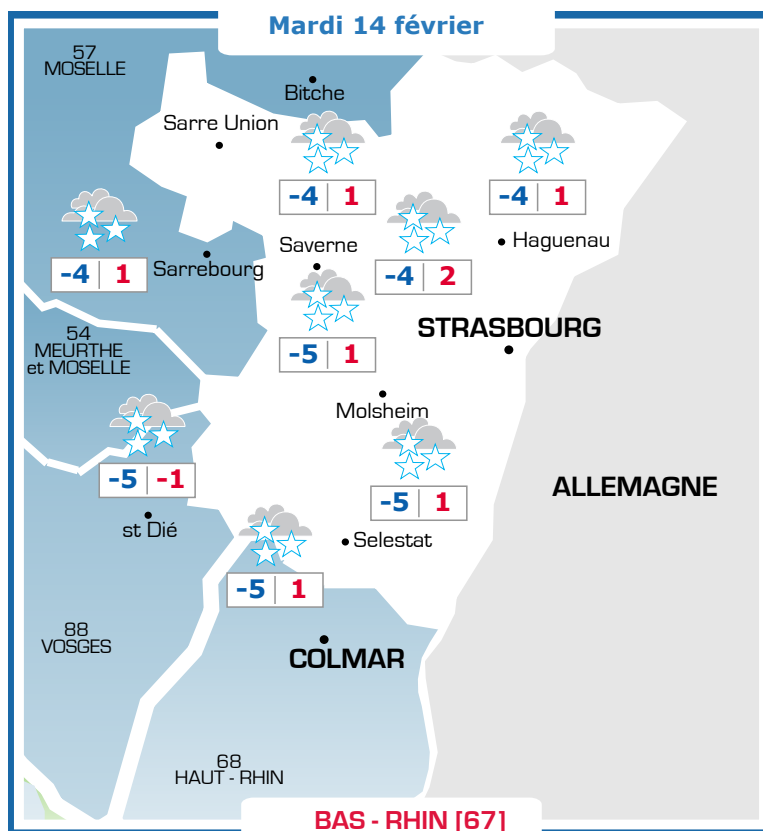 Mardi 14 février
57
MOSELLE
Bitche
Sarre Union
-4 1
-4 1
Haguenau
Saverne
-4 2
Sarrebourg
-4 1
STRASBOURG
54
MEURTHE
et MOSELLE
-5 1
Molsheim
-5 -1
st Dié
ALLEMAGNE
-5 1
Selestat
-5 1
88
VOSGES
COLMAR
68
HAUT - RHIN
BAS - RHIN [67]